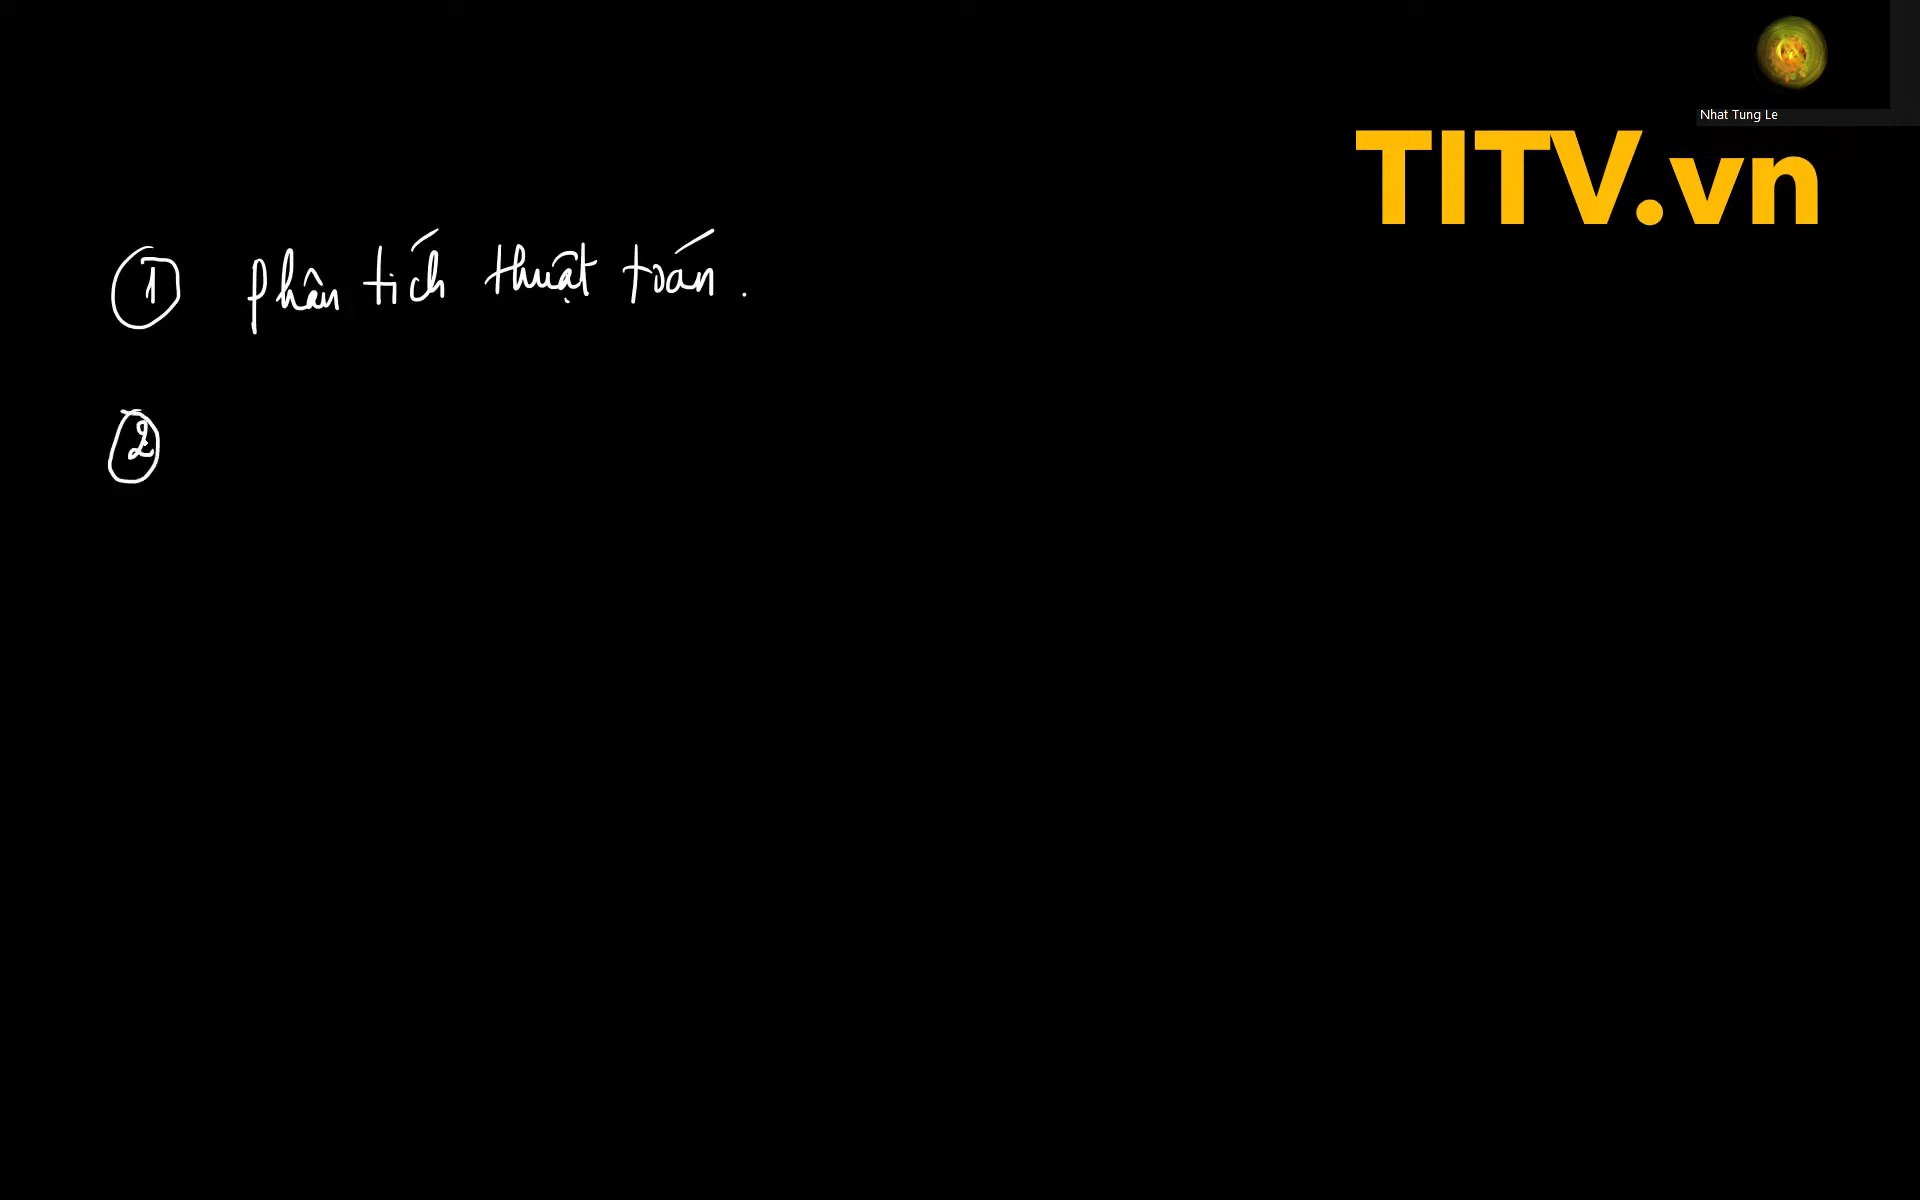 Nhat Tung Le
TITV.vn
① phân tích thuật toán.
②